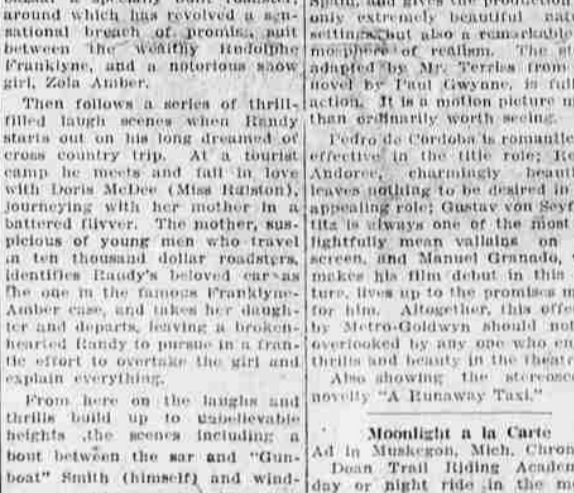 around which has revolved a sen-
sational breach of promise suit
between the wealthy Rudolphe
Franklyne, and a notorious show
girl, Zola Amber.
Then follows a series of thrill-
filled laugh scenes when Randy
starts out on his long dreamed of
cross country trip. At a tourist
camp he meets and fall in love
with Doris McDee (Miss Ralston),
journeying with her mother in a
battered flivver. The mother, sus-
picious of young men who travel
in ten thousand dollar roadsters,
identifies Randy's beloved car as
the one in the famous Franklyne-
Amber case, and takes her daugh-
ter and departs, leaving a broken-
hearted Randy to pursue in a fran-
tic effort to overtake the girl and
explain everything.
From here on the laughs and
thrills build up to unbelievable
heights ,the scenes including a
bout between the sar and "Gun-
boat" Smith (himself) and wind-
Spain, and gives the production
only extremely beautiful
settings, but also a remarkable
mosphere of realism. The
adapted by Mr. Terriss from
novel by Paul Gwynne, is full
action. It is a motion picture
than ordinarily worth seeing.
Pedro de Cordoba is romantic
effective in the title role;
Andoree, charmingly
leaves nothing to be desired in
appealing role; Gustav von Seyf
titz is always one of the most
lightfully mean vallains on
screen, and Manuel Granado,
makes his film debut in this
ture, lives up to the promises
for him. Altogether, this
by Metro-Goldwyn should not
overlooked by any one who
thrills and beauty in the
Also showing the
novelty "A Runaway Taxi."
Moonlight a la Carte
Ad in Muskegon, Mich, Chron
Dean Trail Riding Academ
day or night ride in the